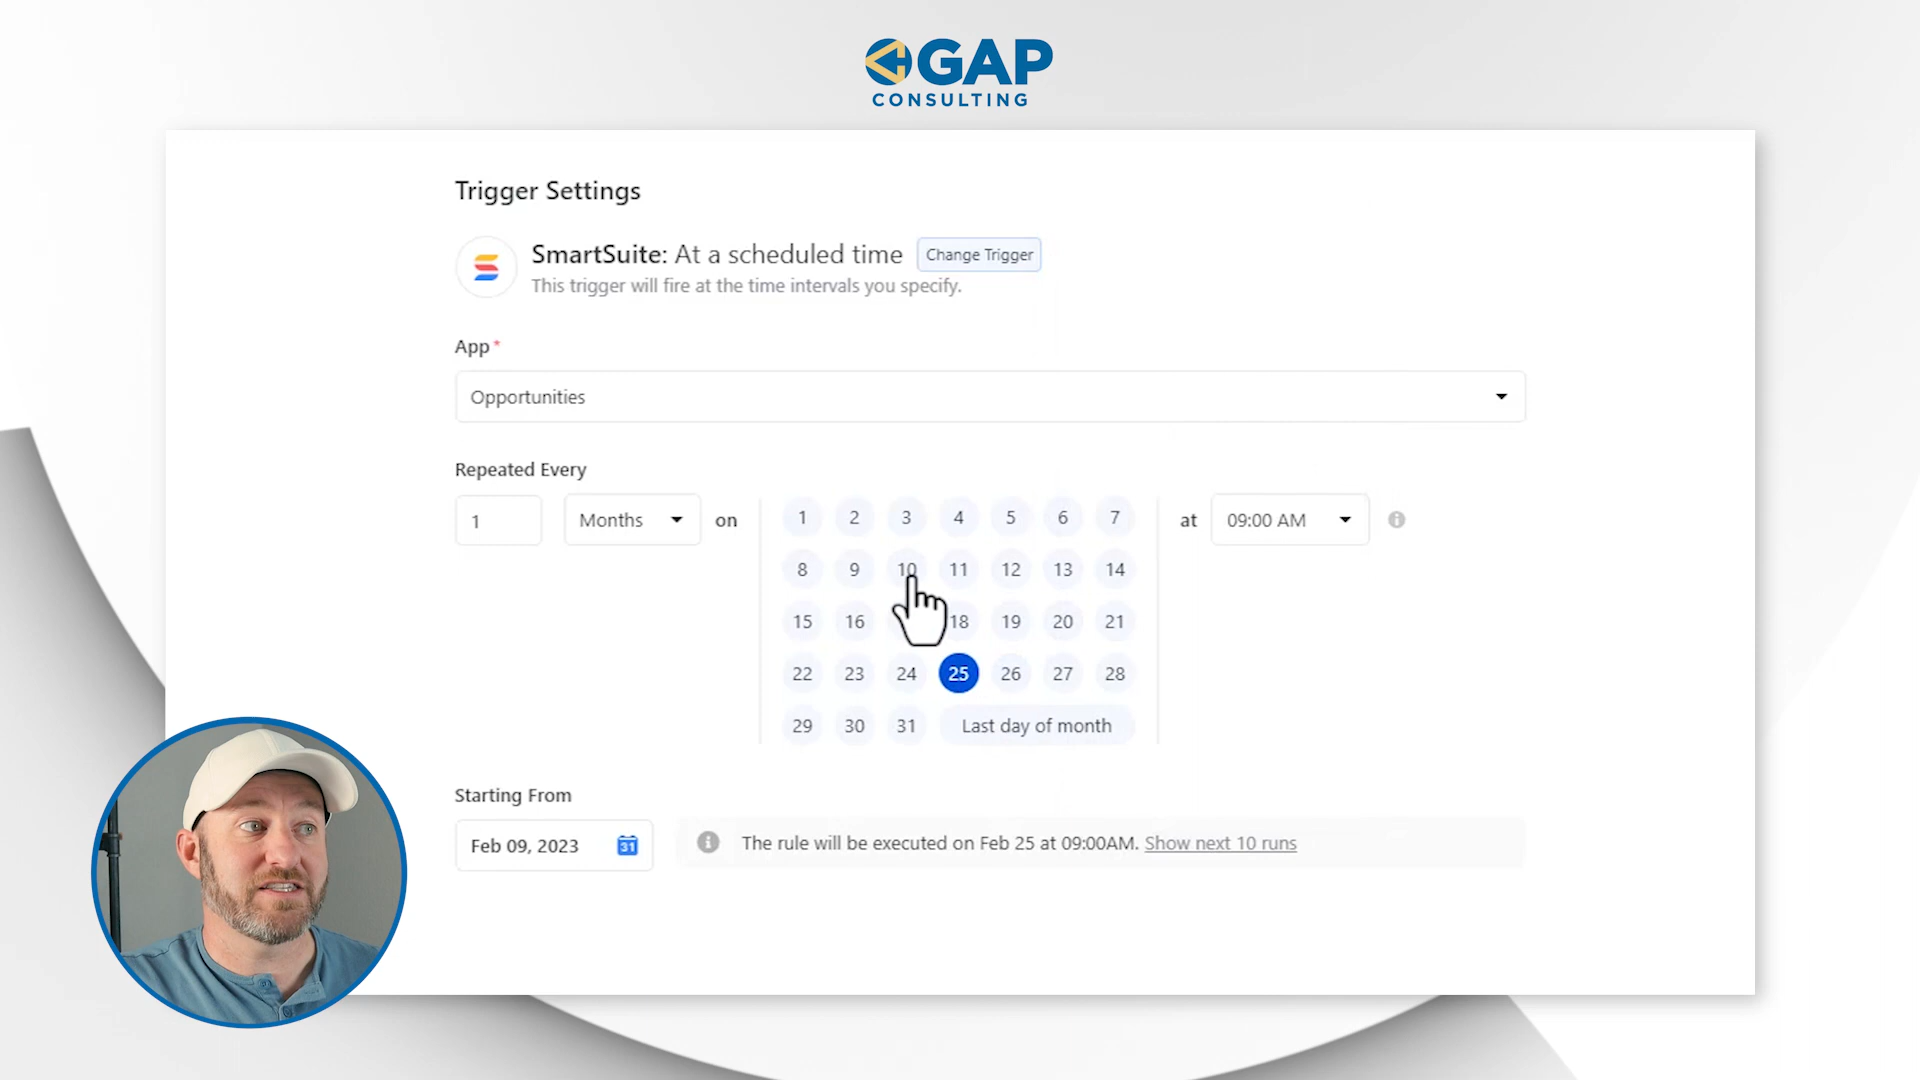 GAP
CONSULTING
Trigger Settings
SmartSuite: At a scheduled time
Change Trigger
This trigger will fire at the time intervals you specify.
App*
Opportunities
Repeated Every
1 Months on
1 2 3 4 5 6 7
8 9 10 11 12 13 14
15 16 18 19 20 21
22 23 24 25 26 27 28
29 30 31 Last day of month
at 09:00 AM
Starting From
Feb 09, 2023 31
The rule will be executed on Feb 25 at 09:00AM. Show next 10 runs